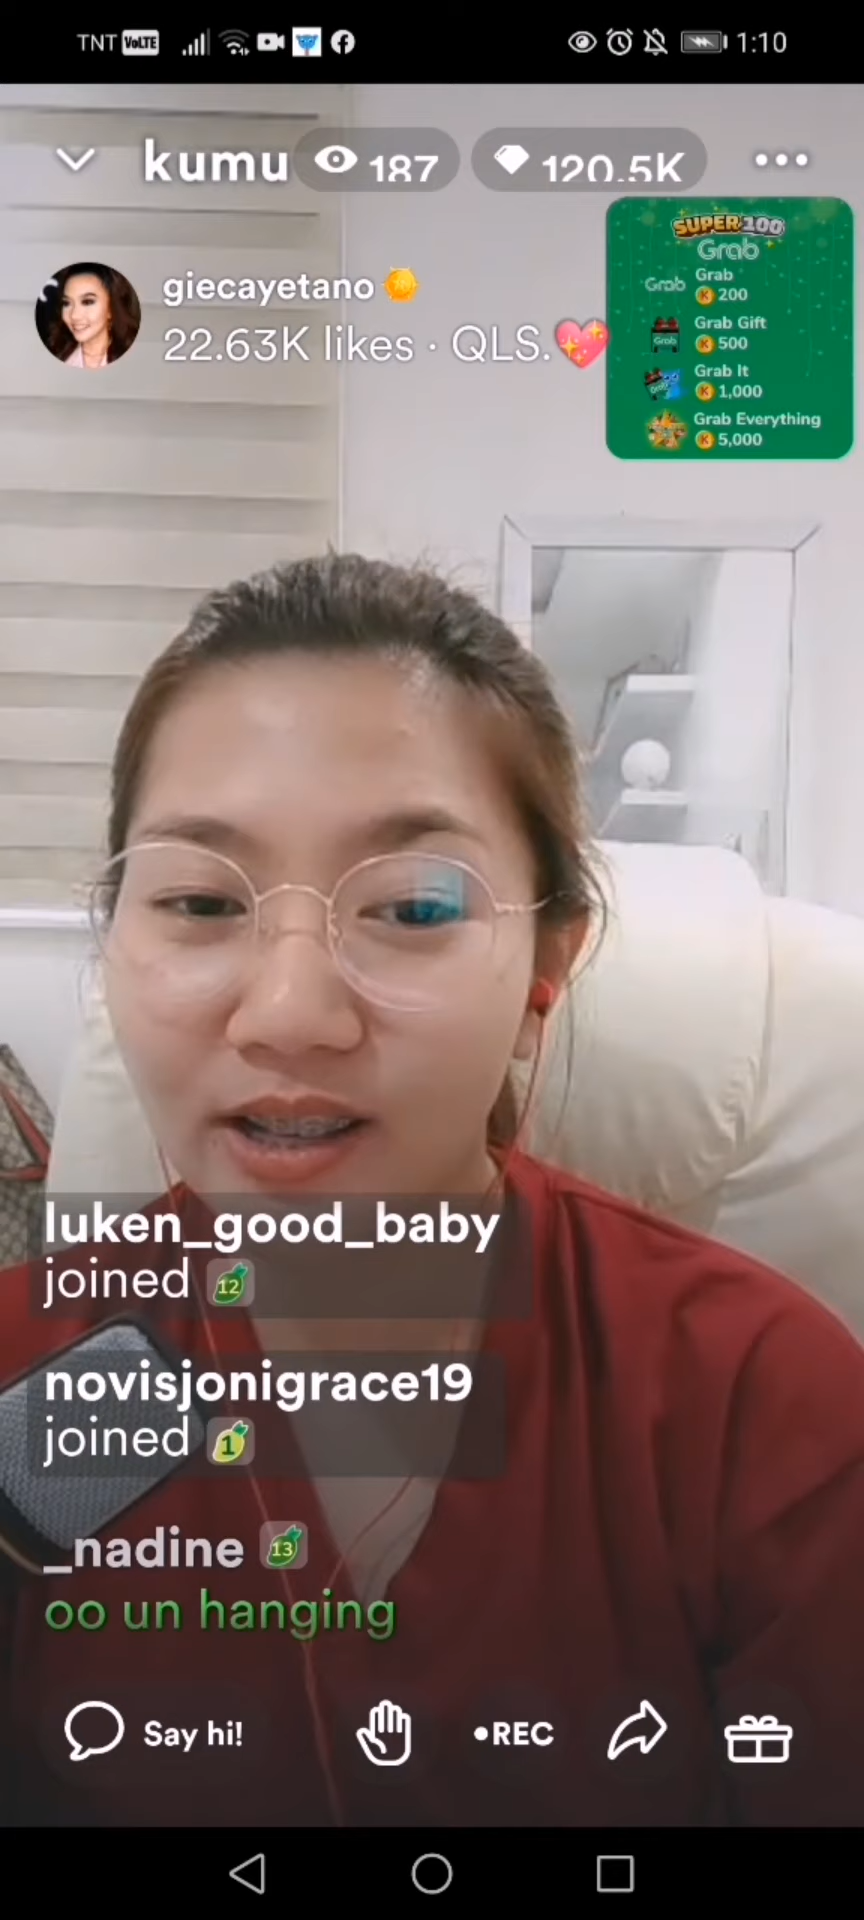 TNT VoLTE 1:10
kumu 187 120.5K
SUPER 100
Grab
Grab Grab
K 200
Grab Gift
Grab K 500
Grab It
K 1,000
Grab Everything
K 5,000
giecayetano
22.63K likes · QLS.💖
luken_good_baby
joined 12
novisjonigrace19
joined 1
_nadine 13
oo un hanging
Say hi! •REC